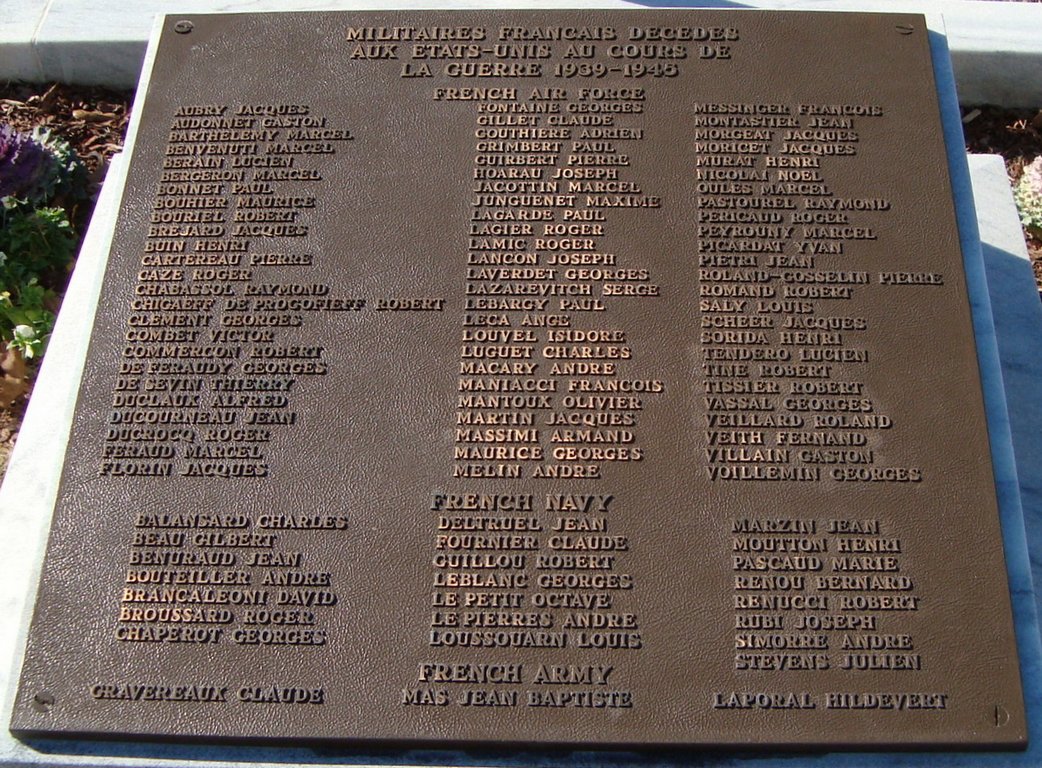 MILITAIRES FRANCAIS DECEDES
AUX ETATS-UNIS AU COURS DE
LA GUERRE 1939-1945
FRENCH AIR FORCE
AUBRY JACQUES
AUDONNET GASTON
BARTHELEMY MARCEL
BENVENUTI MARCEL
BERAIN LUCIEN
BERGERON MARCEL
BONNET PAUL
BOUHIER MAURICE
BOURIEL ROBERT
BREJARD JACQUES
BUIN HENRI
CARTEREAU PIERRE
CAZE ROGER
CHABASSOL RAYMOND
CHIGAEFF DE PROGOFIEFF ROBERT
CLEMENT GEORGES
COMBET VICTOR
COMMERCON ROBERT
DE FERAUDY GEORGES
DE SEVIN THIERRY
DUCLAUX ALFRED
DUCOURNEAU JEAN
DUCROCQ ROGER
FERAUD MARCEL
FLORIN JACQUES
FONTAINE GEORGES
GILLET CLAUDE
GOUTHIERE ADRIEN
GRIMBERT PAUL
GUIRBERT PIERRE
HOARAU JOSEPH
JACOTTIN MARCEL
JUNGUENET MAXIME
LAGARDE PAUL
LAGIER ROGER
LAMIC ROGER
LANCON JOSEPH
LAVERDET GEORGES
LAZAREVITCH SERGE
LEBARGY PAUL
LECA ANGE
LOUVEL ISIDORE
LUGUET CHARLES
MACARY ANDRE
MANIACCI FRANCOIS
MANTOUX OLIVIER
MARTIN JACQUES
MASSIMI ARMAND
MAURICE GEORGES
MELIN ANDRE
MESSINGER FRANCOIS
MONTASTIER JEAN
MORGEAT JACQUES
MORICET JACQUES
MURAT HENRI
NICOLAI NOEL
OULES MARCEL
PASTOUREL RAYMOND
PERICAUD ROGER
PEYROUNY MARCEL
PICARDAT YVAN
PIETRI JEAN
ROLAND-GOSSELIN PIERRE
ROMAND ROBERT
SALY LOUIS
SCHEER JACQUES
SORIDA HENRI
TENDERO LUCIEN
TINE ROBERT
TISSIER ROBERT
VASSAL GEORGES
VEILLARD ROLAND
VEITH FERNAND
VILLAIN GASTON
VOILLEMIN GEORGES
FRENCH NAVY
BALANSARD CHARLES
BEAU GILBERT
BENURAUD JEAN
BOUTEILLER ANDRE
BRANCALEONI DAVID
BROUSSARD ROGER
CHAPEROT GEORGES
DELTRUEL JEAN
FOURNIER CLAUDE
GUILLOU ROBERT
LEBLANC GEORGES
LE PETIT OCTAVE
LE PIERRES ANDRE
LOUSSOUARN LOUIS
MARZIN JEAN
MOUTTON HENRI
PASCAUD MARIE
RENOU BERNARD
RENUCCI ROBERT
RUBI JOSEPH
SIMORRE ANDRE
STEVENS JULIEN
FRENCH ARMY
GRAVEREAUX CLAUDE
MAS JEAN BAPTISTE
LAPORAL HILDEVERT